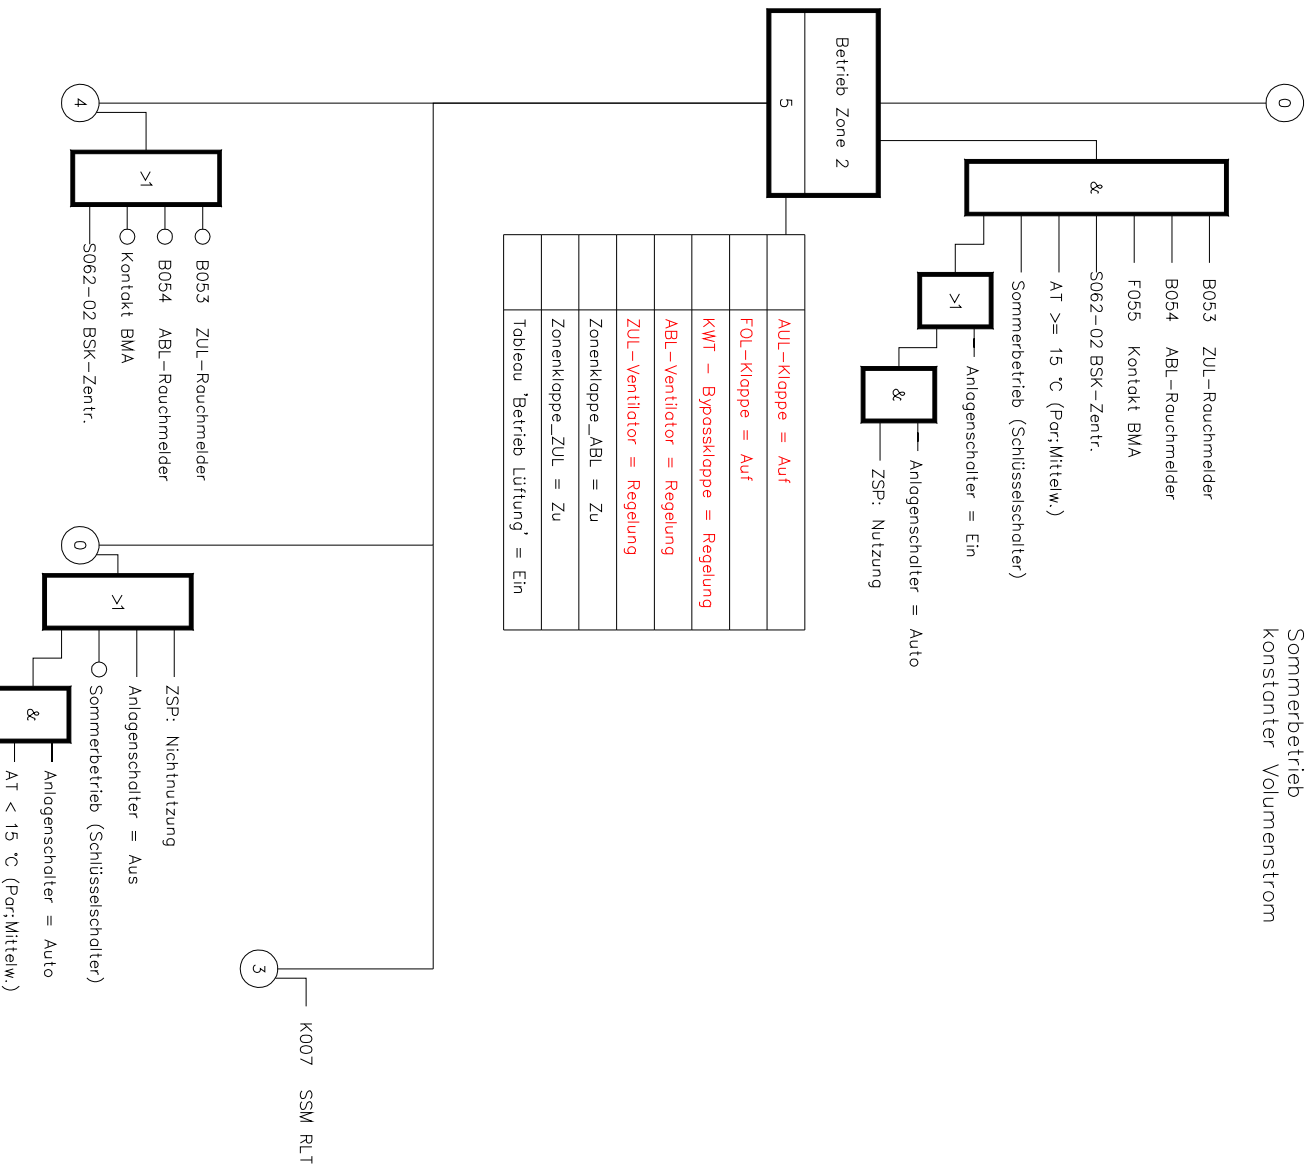 Sommerbetrieb
konstanter Volumenstrom
0
B053 ZUL-Rauchmelder
B054 ABL-Rauchmelder
F055 Kontakt BMA
S062-02 BSK-Zentr.
AT >= 15 °C (Par;Mittelw.)
Sommerbetrieb (Schlüsselschalter)
&
>1
Anlagenschalter = Ein
&
Anlagenschalter = Auto
ZSP: Nutzung
Betrieb Zone 2
5
AUL-Klappe = Auf
FOL-Klappe = Auf
KWT - Bypassklappe = Regelung
ABL-Ventilator = Regelung
ZUL-Ventilator = Regelung
Zonenklappe_ABL = Zu
Zonenklappe_ZUL = Zu
Tableau 'Betrieb Lüftung' = Ein
4
>1
B053 ZUL-Rauchmelder
B054 ABL-Rauchmelder
Kontakt BMA
S062-02 BSK-Zentr.
0
>1
ZSP: Nichtnutzung
Anlagenschalter = Aus
Sommerbetrieb (Schlüsselschalter)
&
Anlagenschalter = Auto
AT < 15 °C (Par;Mittelw.)
3
K007 SSM RLT